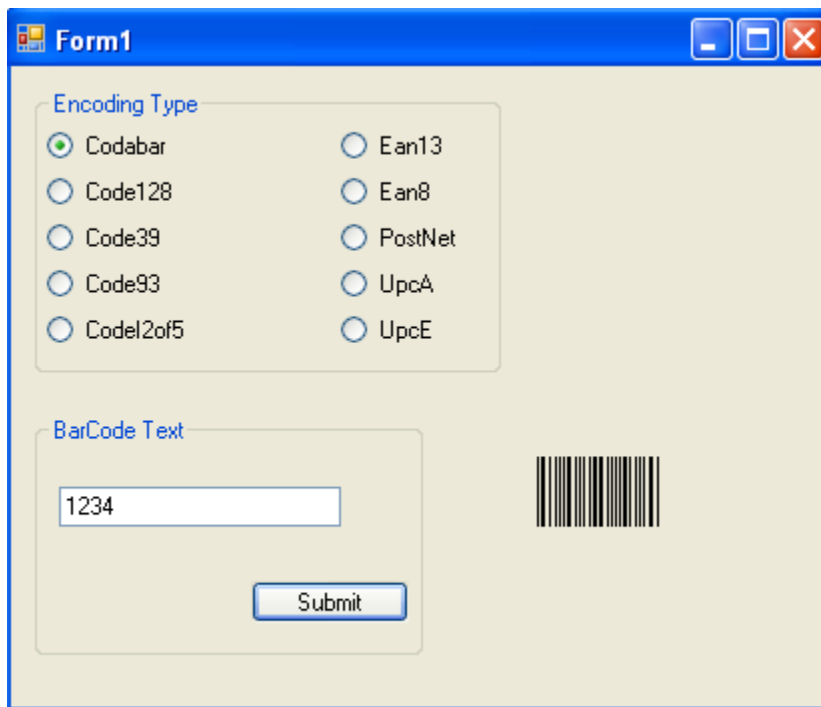 Form1
Encoding Type
Codabar
Code128
Code39
Code93
CodeI2of5
Ean13
Ean8
PostNet
UpcA
UpcE
BarCode Text
1234
Submit